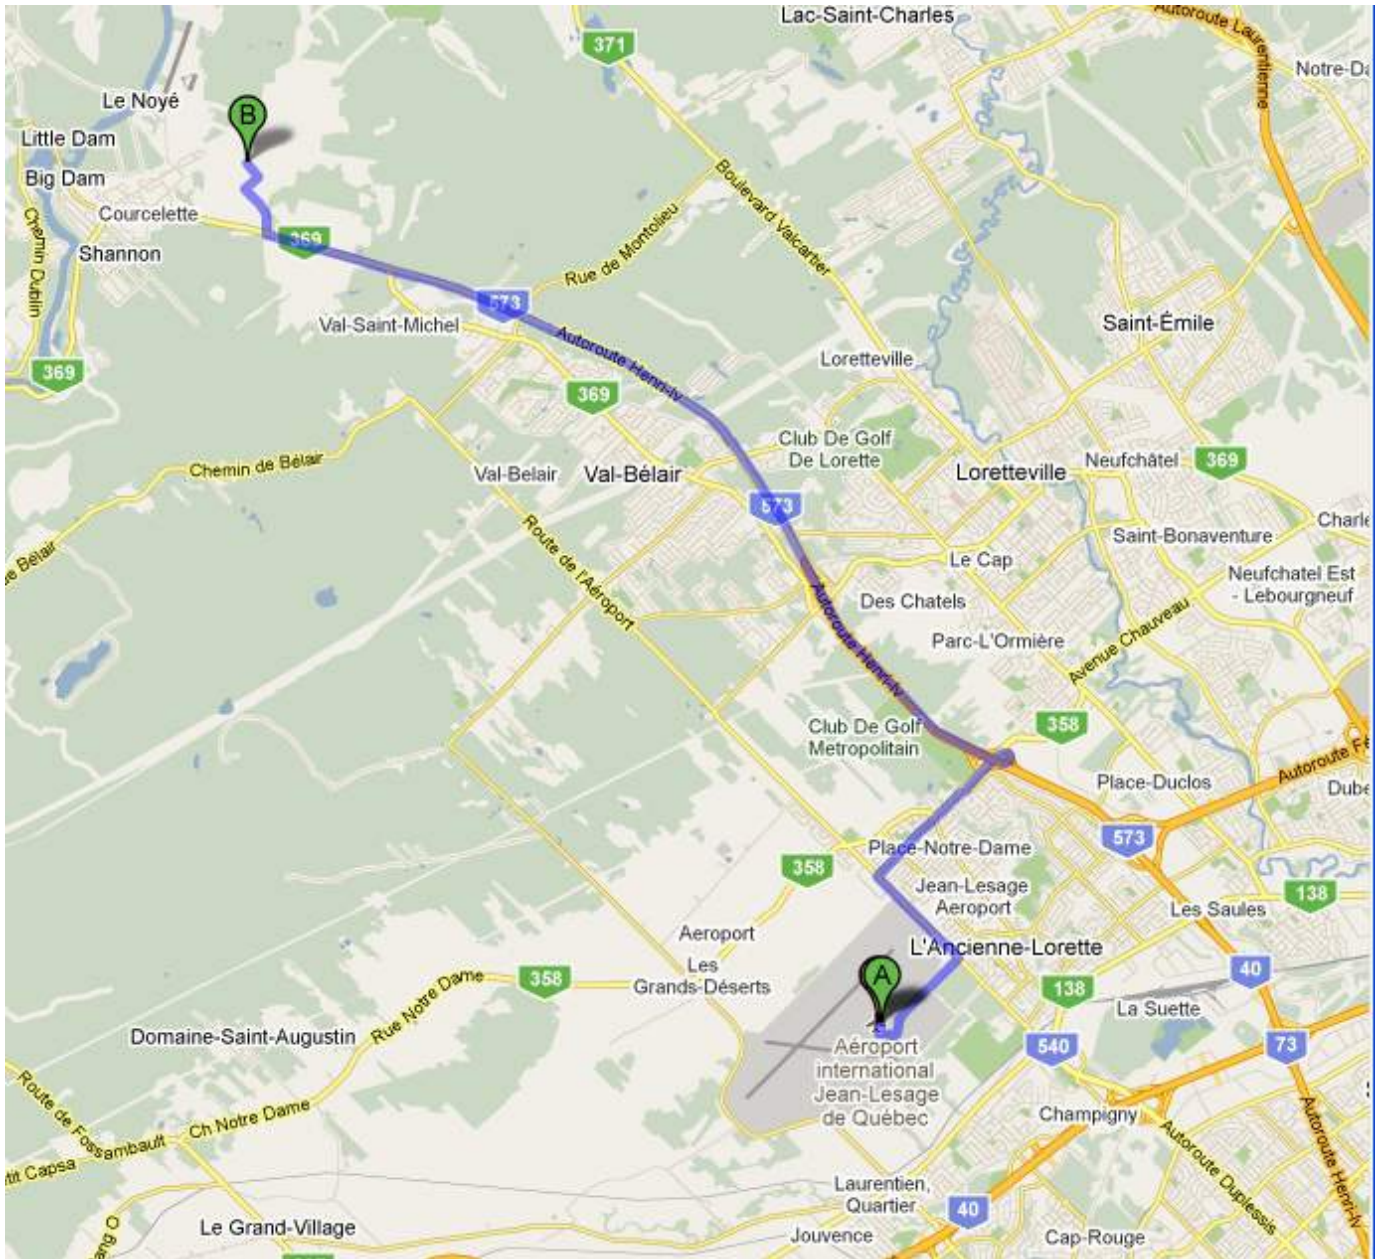 Lac-Saint-Charles
Autoroute Laurentienne
371
Notre-Da
Le Noyé
B
Little Dam
Big Dam
Boulevard Valcartier
Courcelette
Chemin Dublin
369
Shannon
Rue de Montolieu
573
Val-Saint-Michel
Saint-Émile
Autoroute Henri-Iv
Loretteville
369
369
Club De Golf
De Lorette
Chemin de Bélair
Val-Belair
Val-Bélair
Loretteville
Neufchâtel
369
573
Charle
Route de l'Aéroport
Saint-Bonaventure
Le Cap
de Bélair
Neufchatel Est
- Lebourgneuf
Des Chatels
Autoroute Henri-Iv
Parc-L'Ormière
Avenue Chauveau
Club De Golf
Metropolitain
358
Autoroute Fé
Place-Duclos
Dube
573
Place-Notre-Dame
358
Jean-Lesage
Aeroport
138
Les Saules
Aeroport
L'Ancienne-Lorette
Les
Grands-Déserts
40
A
358
138
Rue Notre Dame
La Suette
Domaine-Saint-Augustin
540
73
Aéroport
international
Jean-Lesage
de Québec
Route de Fossambault
Ch Notre Dame
Champigny
Autoroute Duplessis
Autoroute Henri-Iv
tit Capsa
Laurentien,
Quartier
40
Le Grand-Village
Jouvence
Cap-Rouge